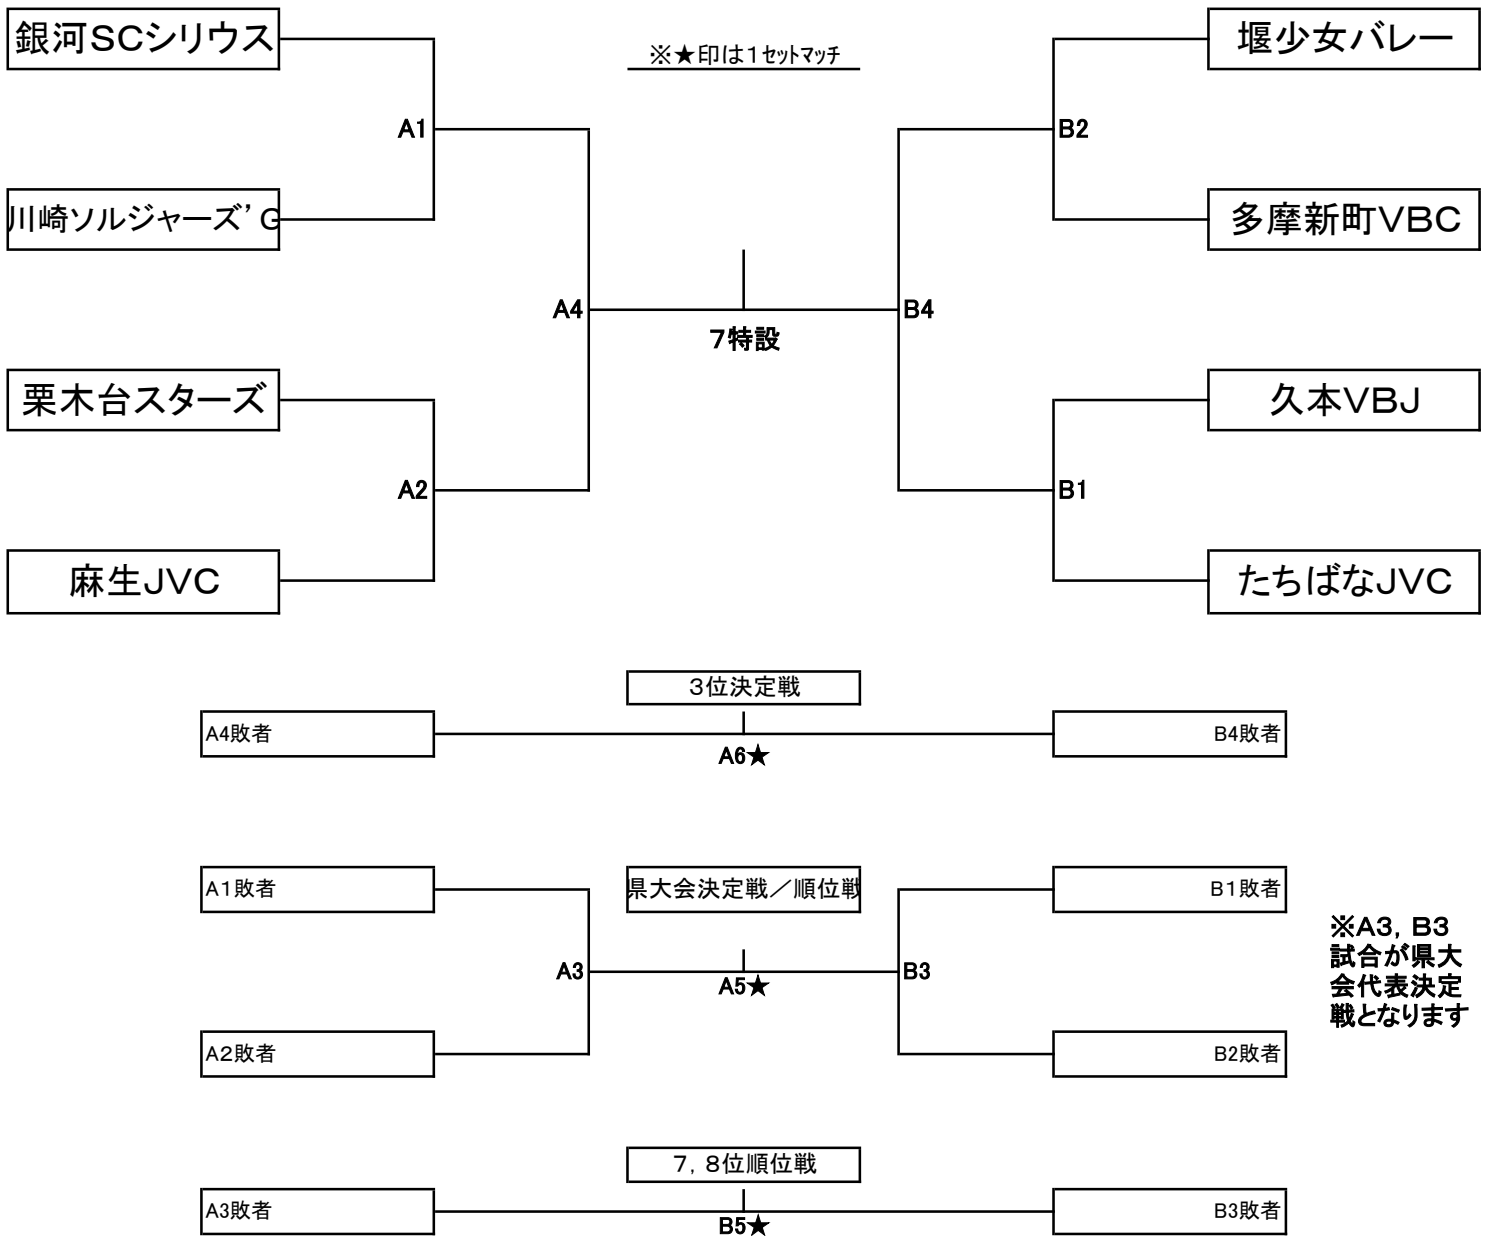 銀河SCシリウス
※★印は1セットマッチ
堰少女バレー
A1
B2
川崎ソルジャーズ’G
多摩新町VBC
A4
B4
7特設
栗木台スターズ
久本VBJ
A2
B1
麻生JVC
たちばなJVC
3位決定戦
A4敗者
B4敗者
A6★
A1敗者
県大会決定戦／順位戦
B1敗者
A3
B3
A5★
※A3，B3
試合が県大
会代表決定
戦となります
A2敗者
B2敗者
7，8位順位戦
A3敗者
B3敗者
B5★